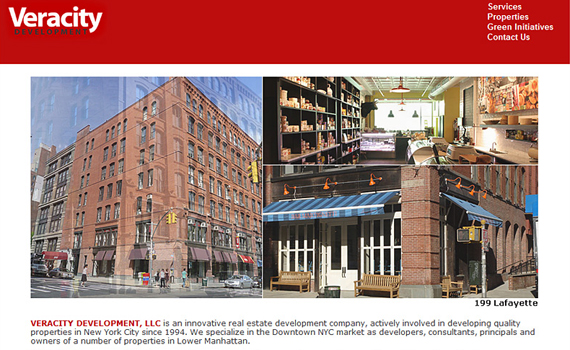 Veracity
DEVELOPMENT
Services
Properties
Green Initiatives
Contact Us
199 Lafayette
VERACITY DEVELOPMENT, LLC is an innovative real estate development company, actively involved in developing quality
properties in New York City since 1994. We specialize in the Downtown NYC market as developers, consultants, principals and
owners of a number of properties in Lower Manhattan.